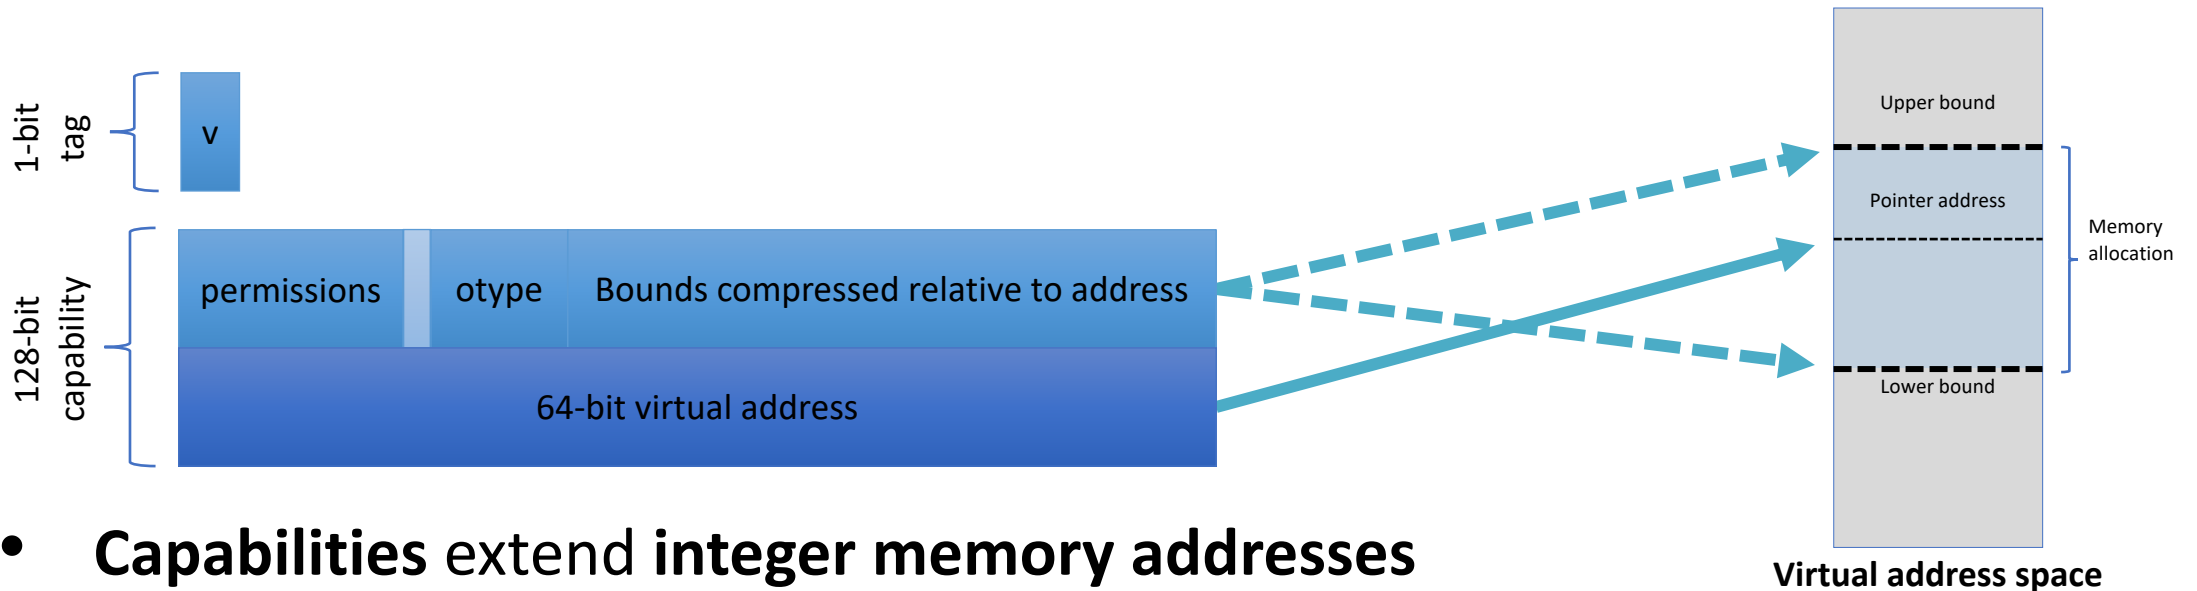 1-bit
tag
v
128-bit
capability
permissions
otype
Bounds compressed relative to address
64-bit virtual address
Upper bound
Pointer address
Memory
allocation
Lower bound
Virtual address space
• Capabilities extend integer memory addresses